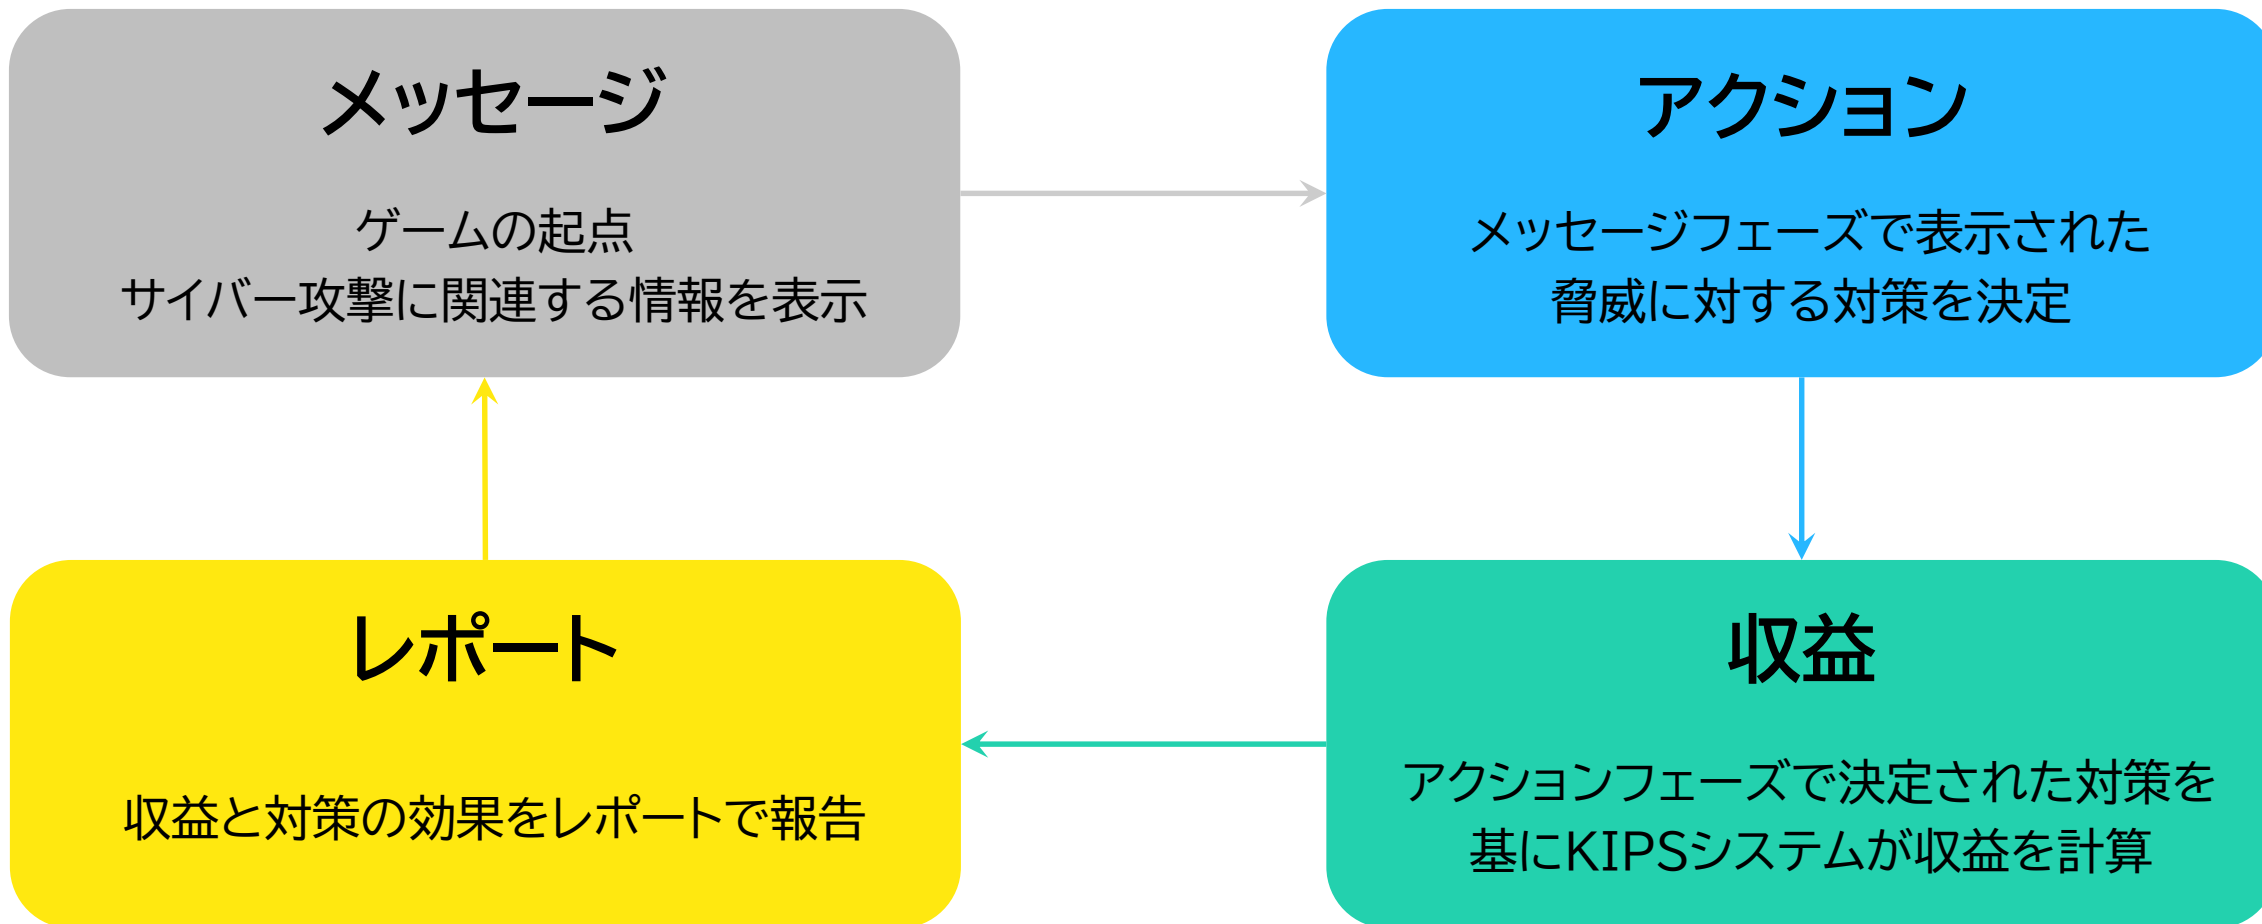 メッセージ
ゲームの起点
サイバー攻撃に関連する情報を表示
アクション
メッセージフェーズで表示された
脅威に対する対策を決定
レポート
収益と対策の効果をレポートで報告
収益
アクションフェーズで決定された対策を
基にKIPSシステムが収益を計算